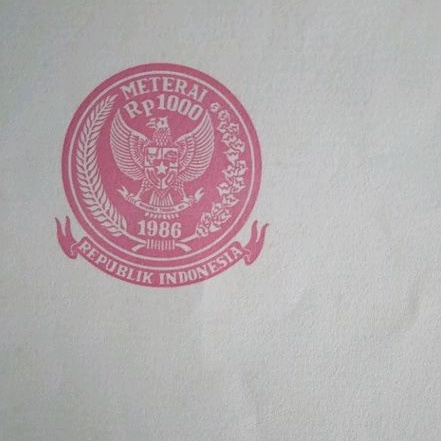 METERAI
Rp1000
1986
REPUBLIK INDONESIA